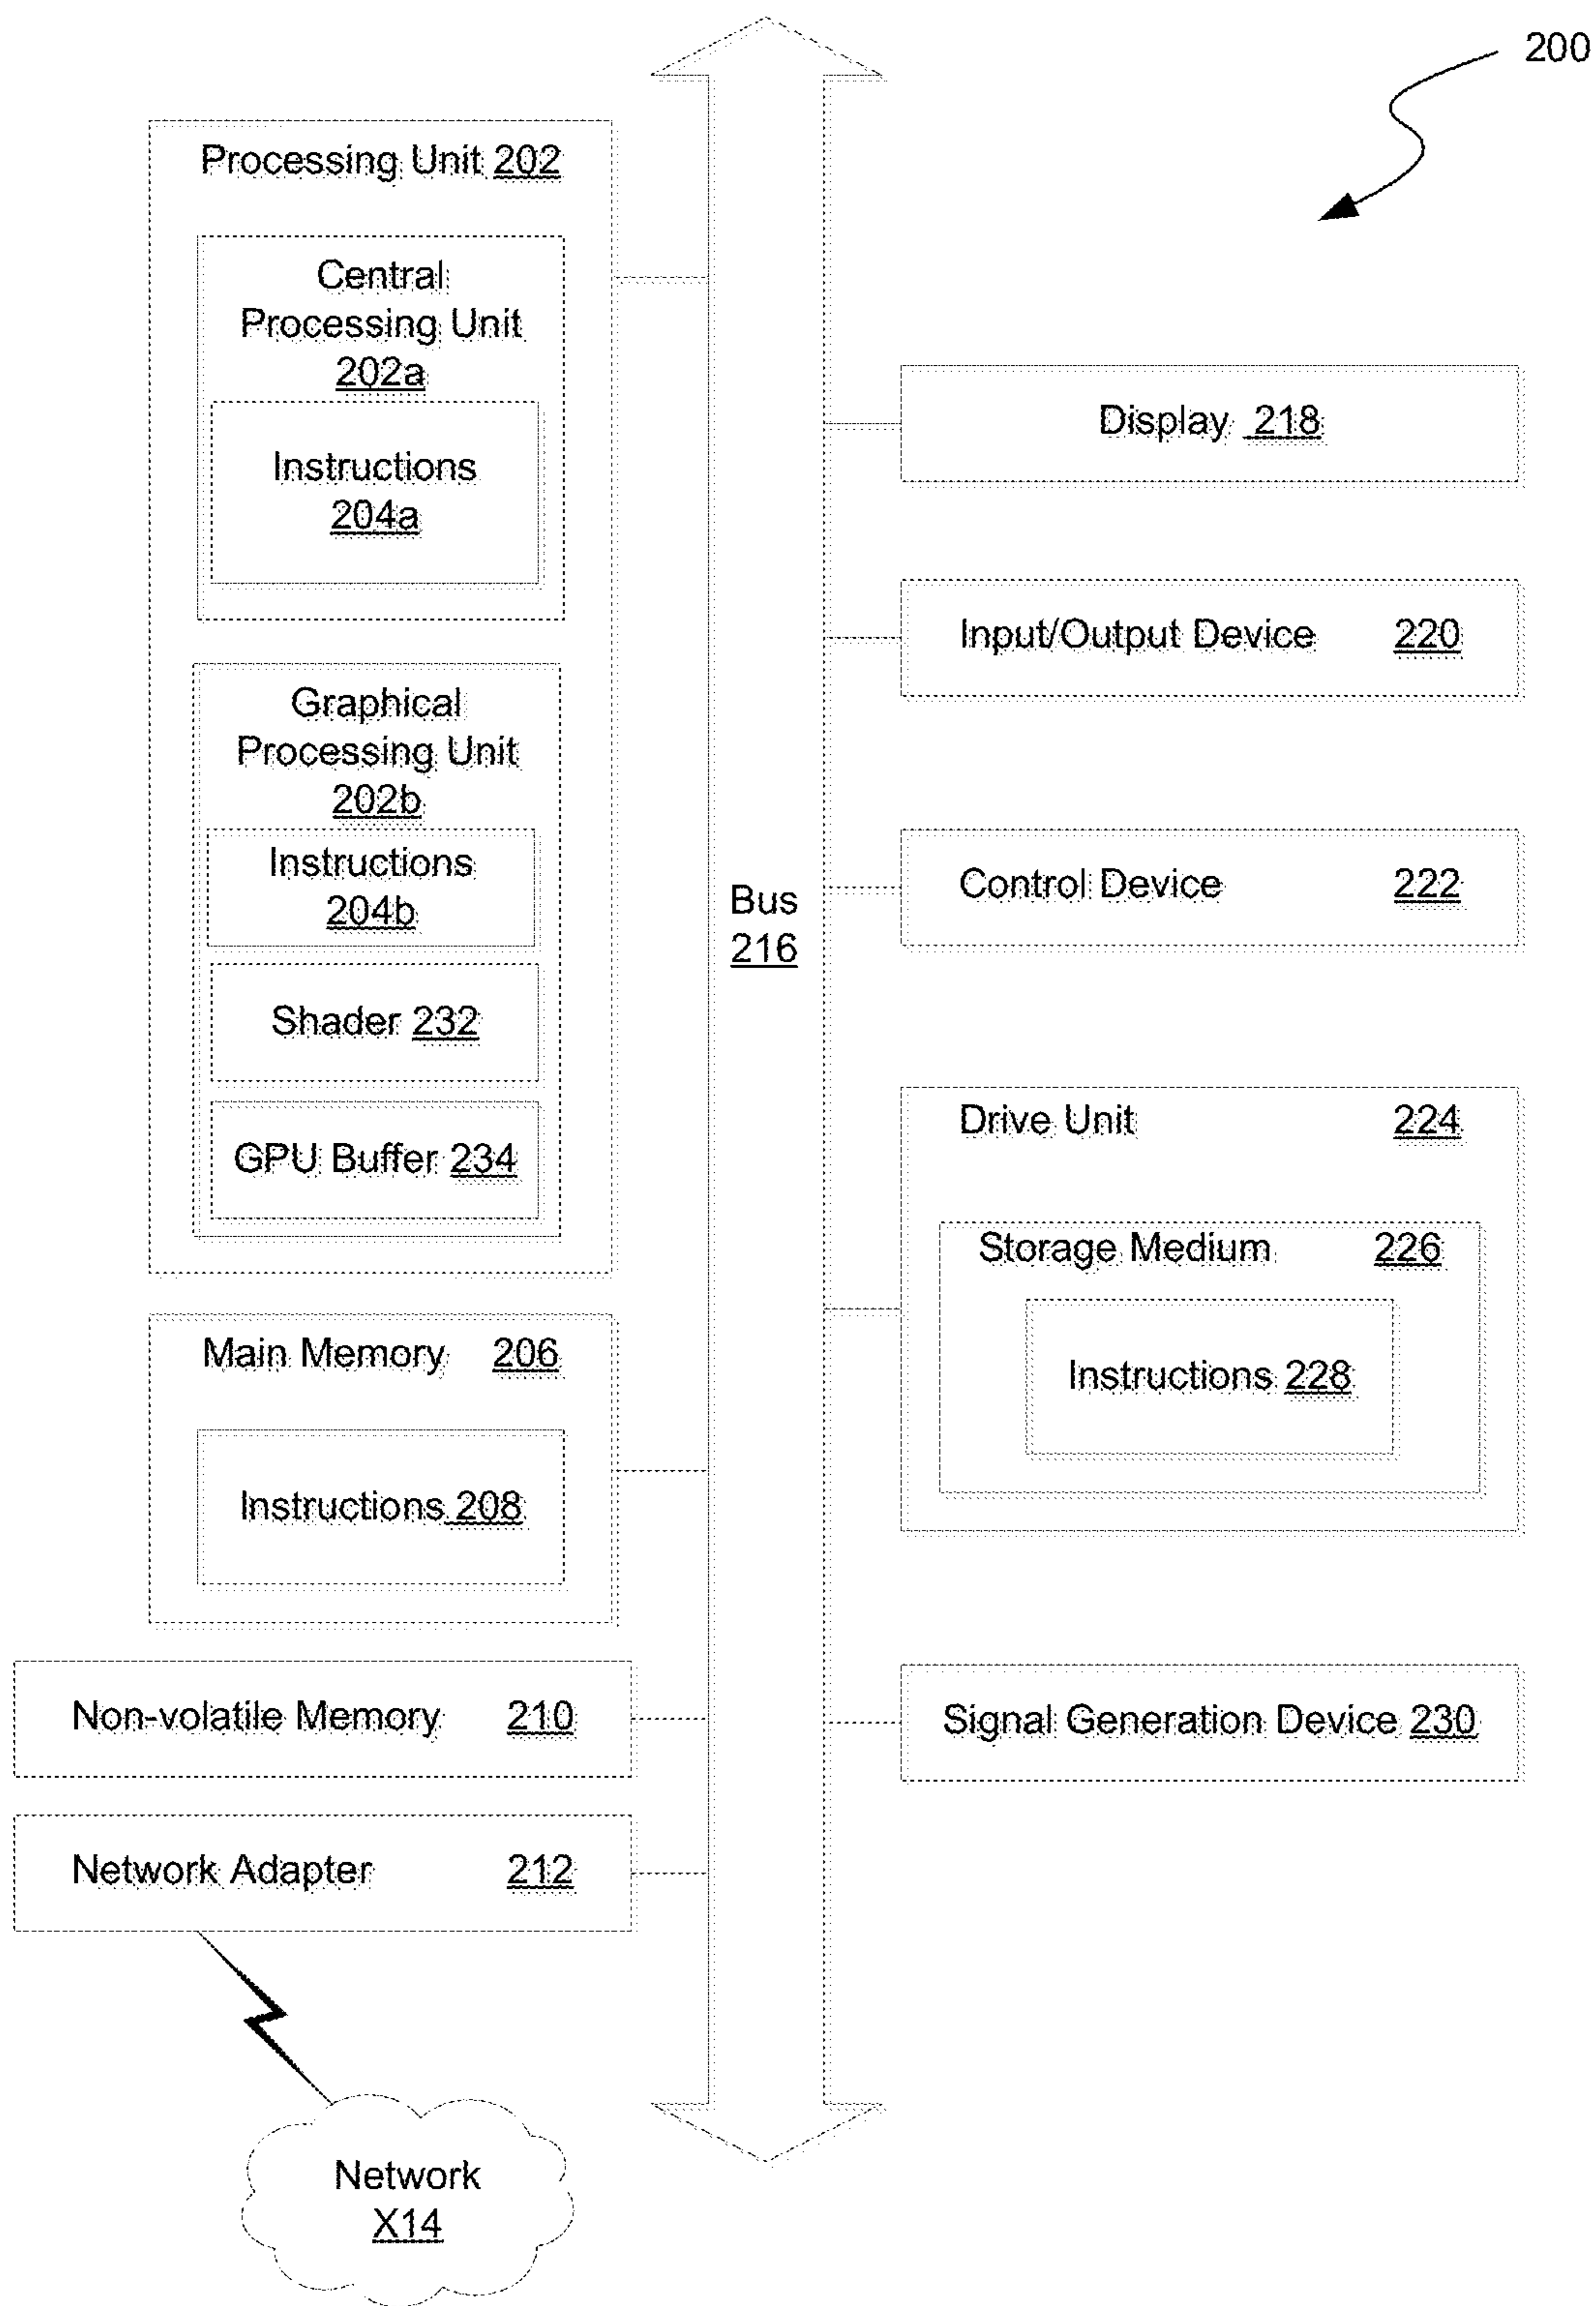 200
Processing Unit 202
Central
Processing Unit
202a
Instructions
204a
Graphical
Processing Unit
202b
Instructions
204b
Shader 232
GPU Buffer 234
Main Memory 206
Instructions 208
Non-volatile Memory 210
Network Adapter 212
Network
X14
Bus
216
Display 218
Input/Output Device 220
Control Device 222
Drive Unit 224
Storage Medium 226
Instructions 228
Signal Generation Device 230